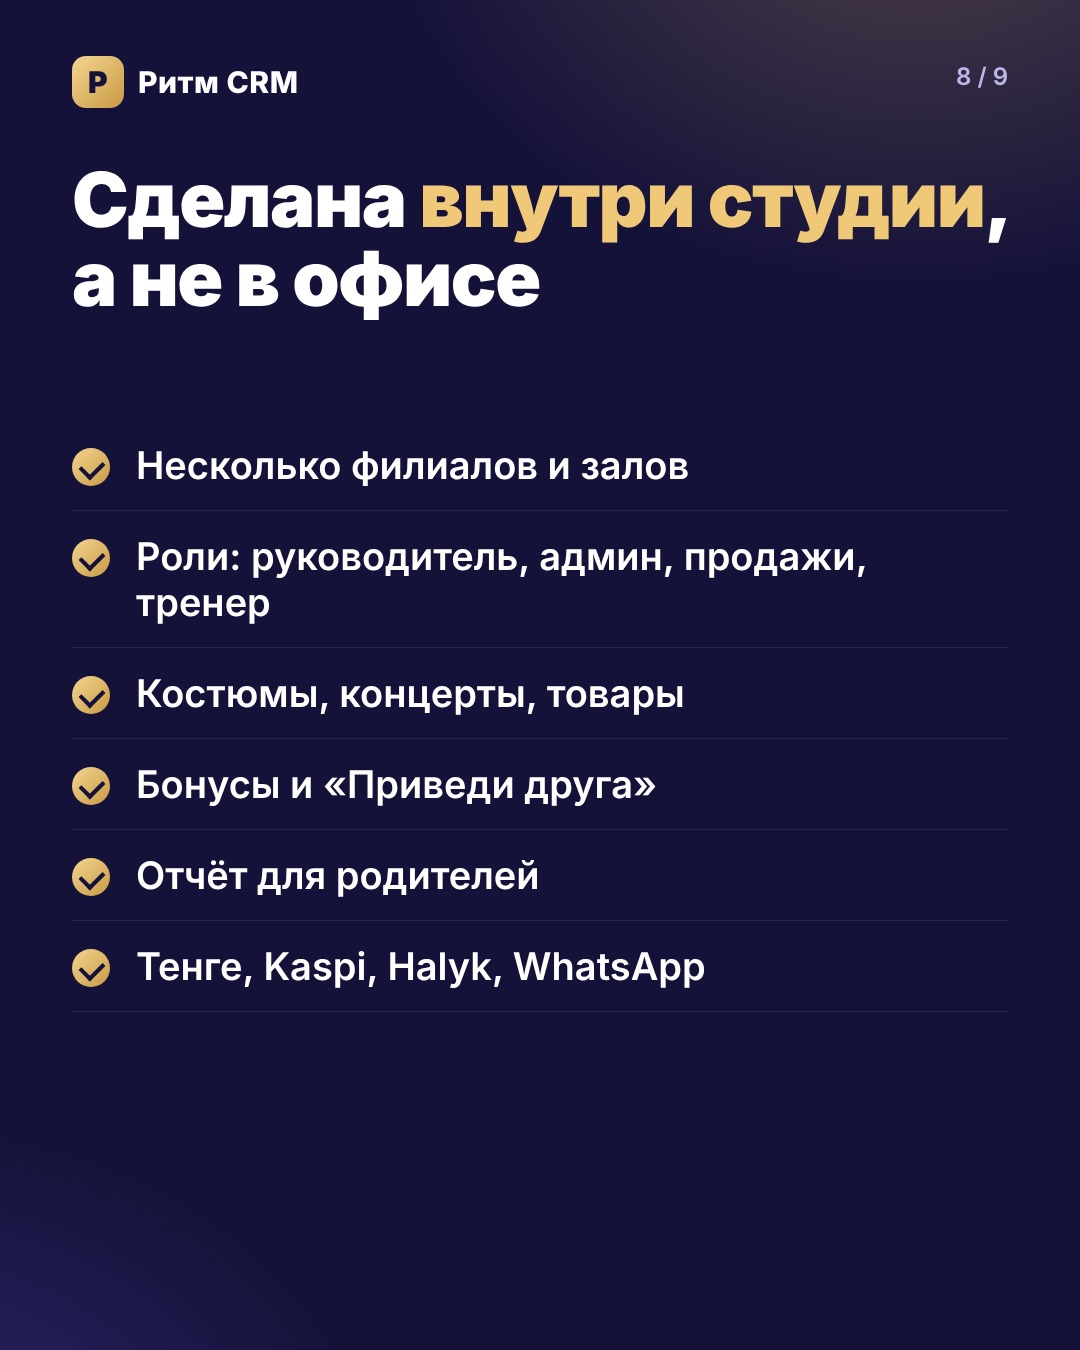 Р Ритм CRM
8 / 9
Сделана внутри студии,
а не в офисе
Несколько филиалов и залов
Роли: руководитель, админ, продажи,
тренер
Костюмы, концерты, товары
Бонусы и «Приведи друга»
Отчёт для родителей
Тенге, Kaspi, Halyk, WhatsApp